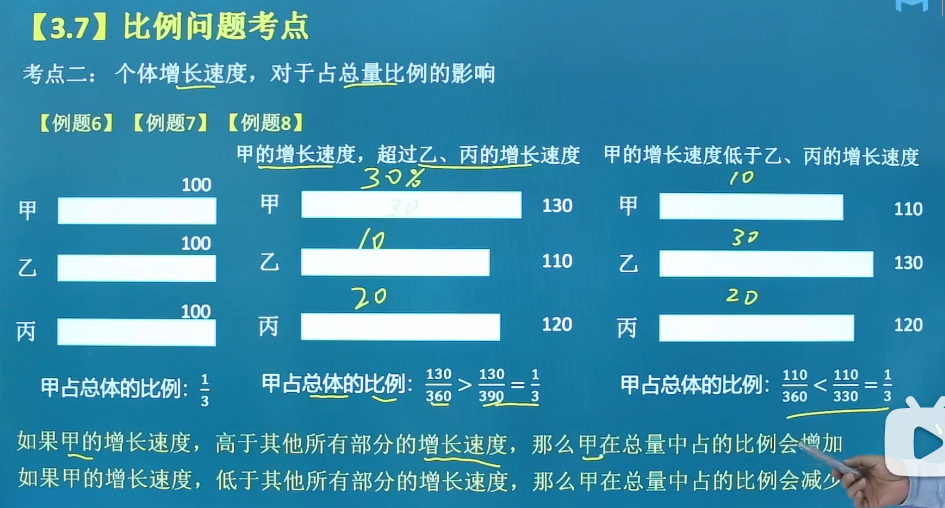 【3.7】比例问题考点
考点二： 个体增长速度，对于占总量比例的影响
【例题6】【例题7】【例题8】
甲的增长速度，超过乙、丙的增长速度
甲的增长速度低于乙、丙的增长速度
100
甲
100
乙
100
丙
甲占总体的比例：1/3
30%
甲 30 130
10
乙 110
20
丙 120
甲占总体的比例：130/360 > 130/390 = 1/3
10
甲 110
30
乙 130
20
丙 120
甲占总体的比例：110/360 < 110/330 = 1/3
如果甲的增长速度，高于其他所有部分的增长速度，那么甲在总量中占的比例会增加
如果甲的增长速度，低于其他所有部分的增长速度，那么甲在总量中占的比例会减少